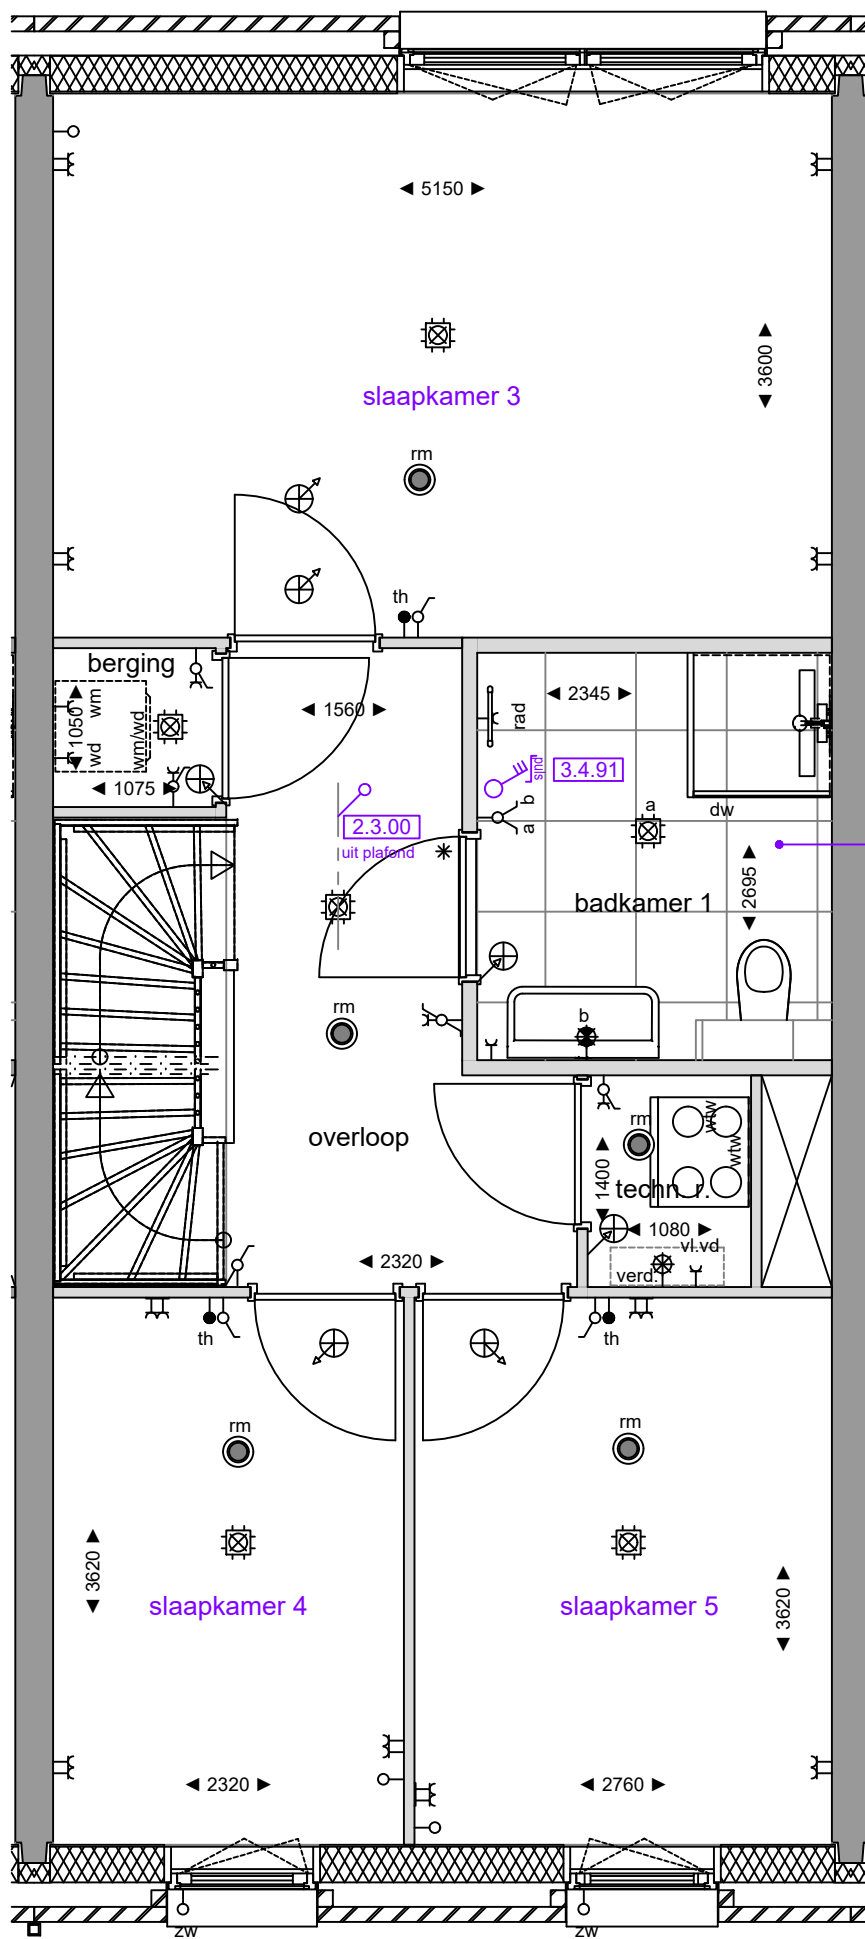 5150
3600
slaapkamer 3
rm
th
berging
1050
wm
wd
wm/wd
1075
1560
2345
rad
puls
3.4.91
b
a
a
dw
2.3.00
uit plafond
2695
badkamer 1
b
rm
overloop
rm
wtw
wtw
1400
techn. r.
1080
vl.vd
verd.
2320
th
th
rm
rm
3620
slaapkamer 4
slaapkamer 5
3620
2320
2760
zw
zw